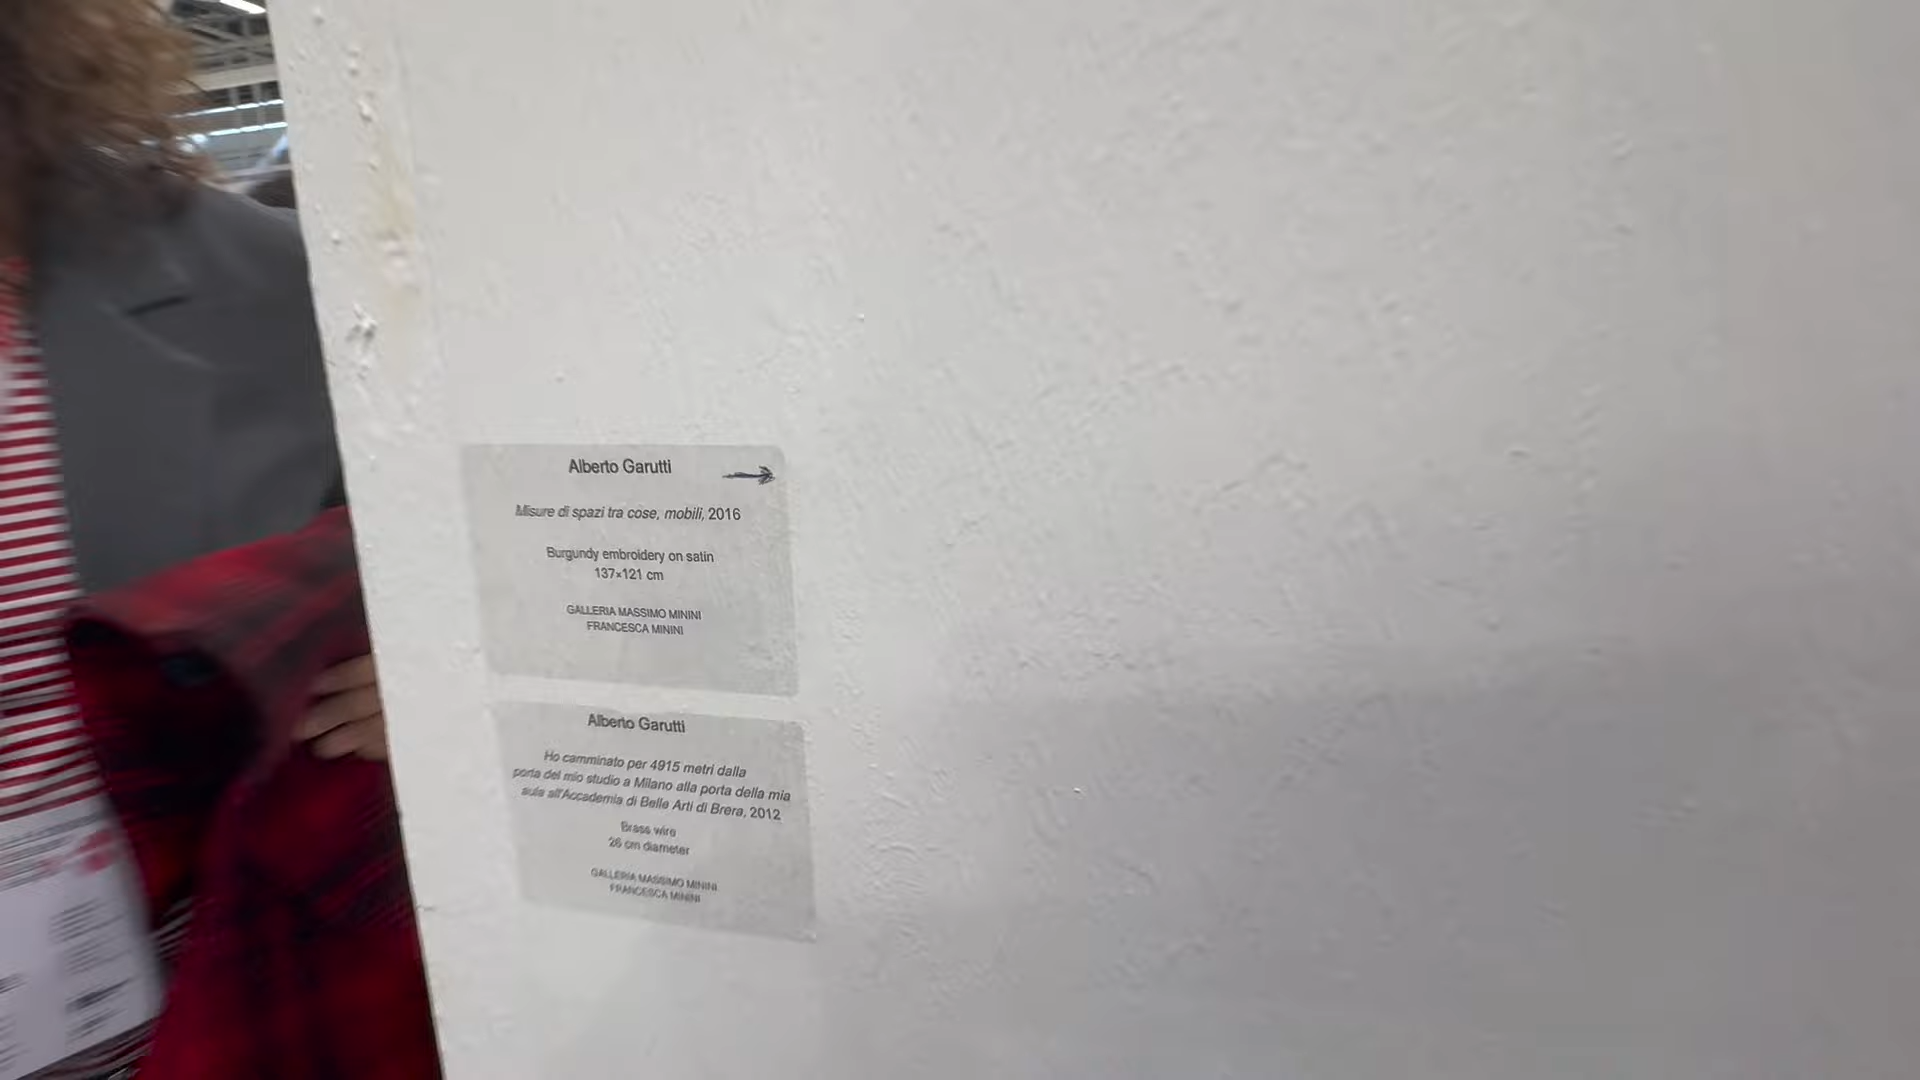 Alberto Garutti
Misure di spazi tra cose, mobili, 2016
Burgundy embroidery on satin
137×121 cm
GALLERIA MASSIMO MININI
FRANCESCA MININI
Alberto Garutti
Ho camminato per 4915 metri dalla
porta del mio studio a Milano alla porta della mia
aula all'Accademia di Belle Arti di Brera, 2012
Brass wire
26 cm diameter
GALLERIA MASSIMO MININI
FRANCESCA MININI